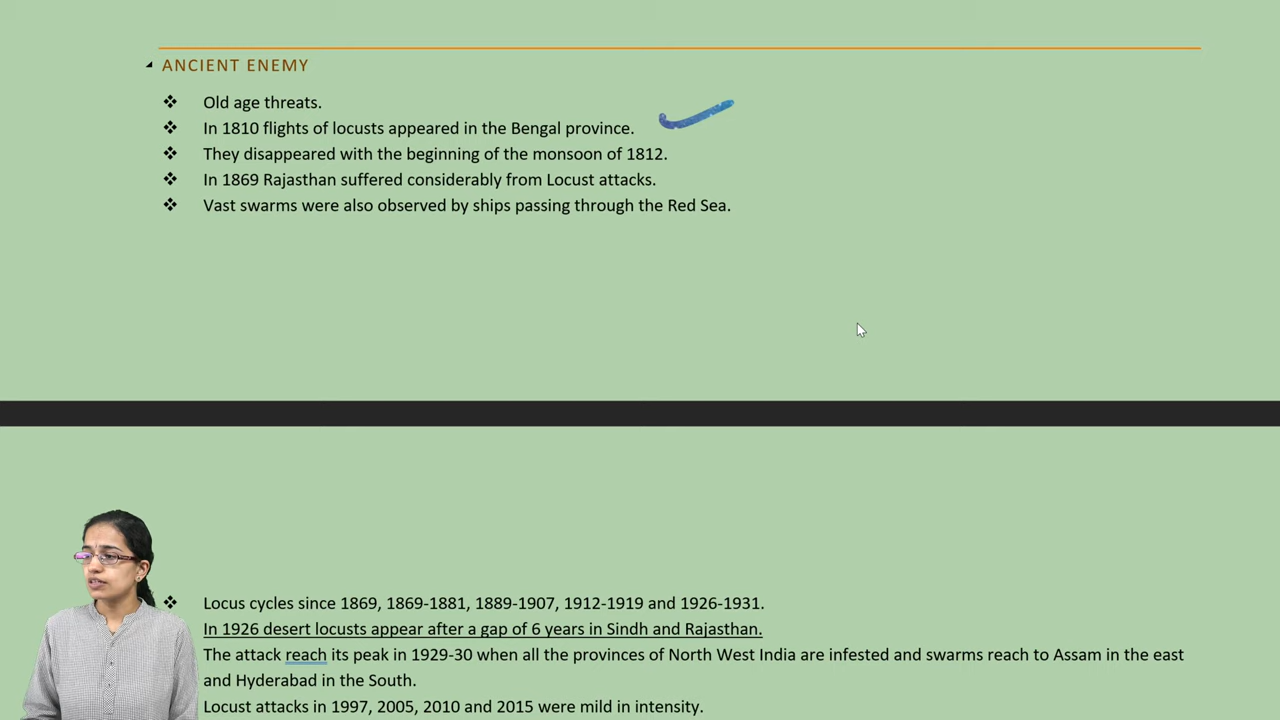 ANCIENT ENEMY
❖ Old age threats.
❖ In 1810 flights of locusts appeared in the Bengal province.
❖ They disappeared with the beginning of the monsoon of 1812.
❖ In 1869 Rajasthan suffered considerably from Locust attacks.
❖ Vast swarms were also observed by ships passing through the Red Sea.
❖ Locus cycles since 1869, 1869-1881, 1889-1907, 1912-1919 and 1926-1931.
In 1926 desert locusts appear after a gap of 6 years in Sindh and Rajasthan.
The attack reach its peak in 1929-30 when all the provinces of North West India are infested and swarms reach to Assam in the east
and Hyderabad in the South.
Locust attacks in 1997, 2005, 2010 and 2015 were mild in intensity.